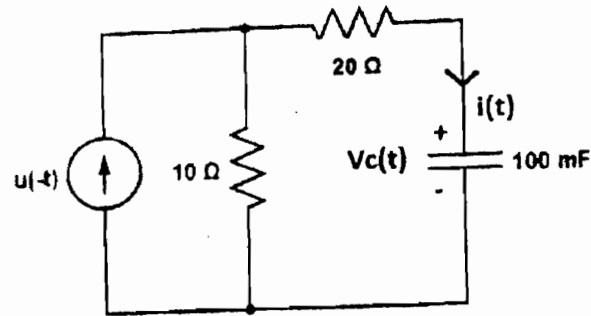 20 Ω
i(t)
+
u(-t)
10 Ω
Vc(t)
100 mF
-